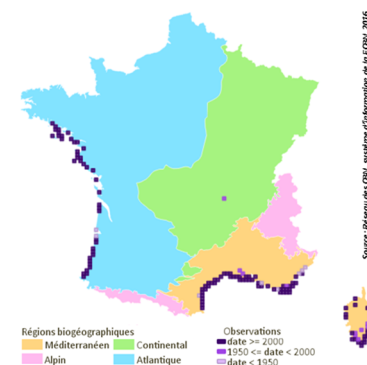 Source : Réseau des CBN, système d'information de la FCBN, 2016
Régions biogéographiques
Méditerranéen
Continental
Alpin
Atlantique
Observations
date >= 2000
1950 <= date < 2000
date < 1950